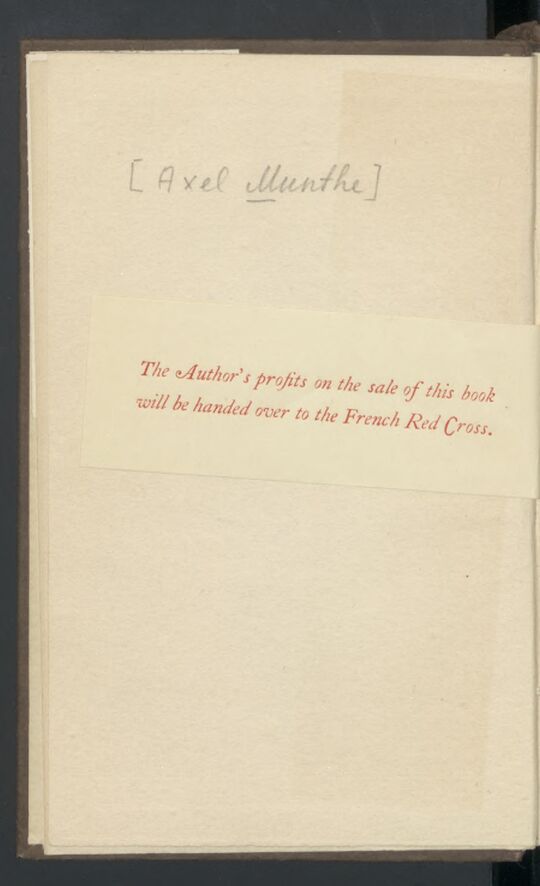 [Axel Munthe]
The Author's profits on the sale of this book
will be handed over to the French Red Cross.